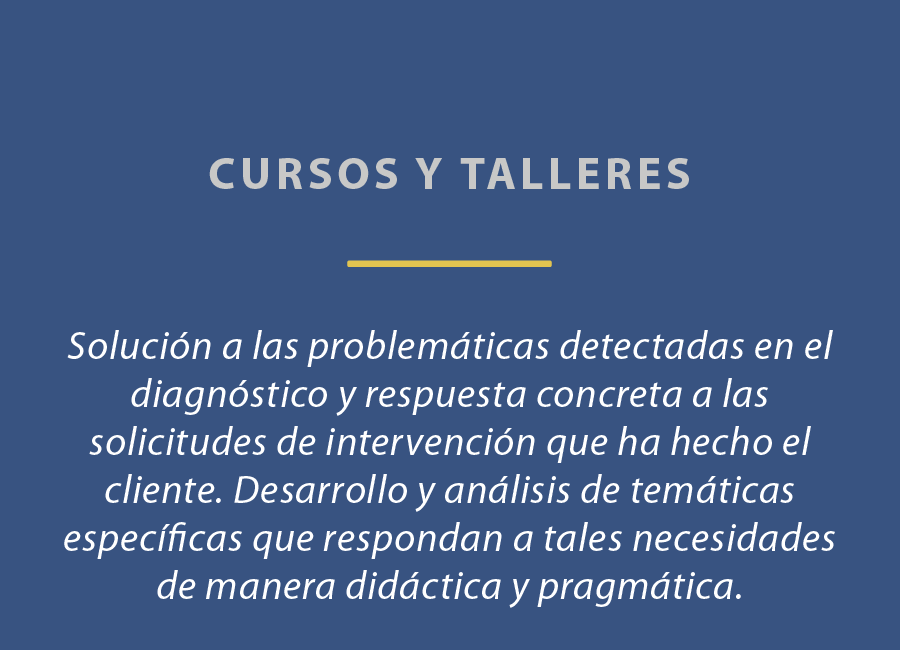 CURSOS Y TALLERES
Solución a las problemáticas detectadas en el
diagnóstico y respuesta concreta a las
solicitudes de intervención que ha hecho el
cliente. Desarrollo y análisis de temáticas
específicas que respondan a tales necesidades
de manera didáctica y pragmática.